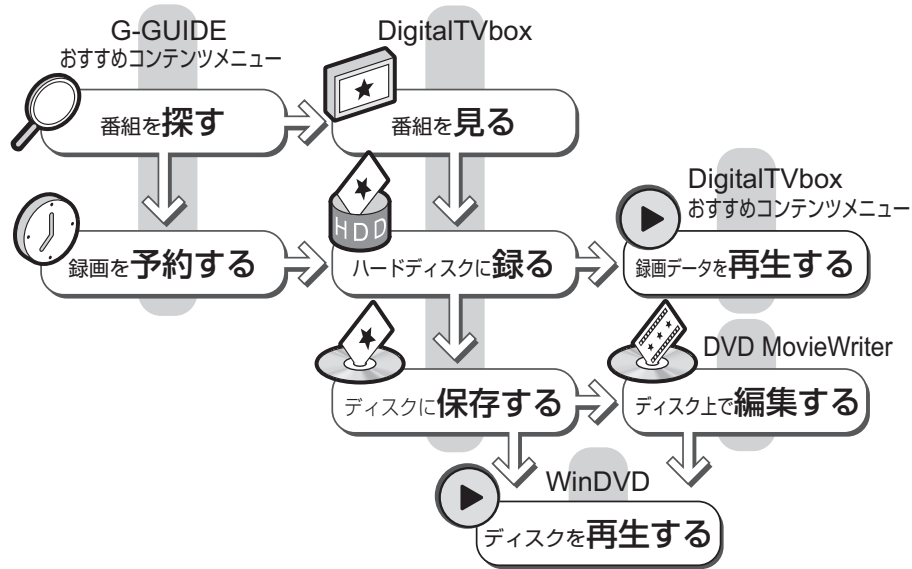 G-GUIDE
おすすめコンテンツメニュー
DigitalTVbox
番組を探す
番組を見る
DigitalTVbox
おすすめコンテンツメニュー
HDD
録画を予約する
ハードディスクに録る
録画データを再生する
DVD MovieWriter
ディスクに保存する
ディスク上で編集する
WinDVD
ディスクを再生する